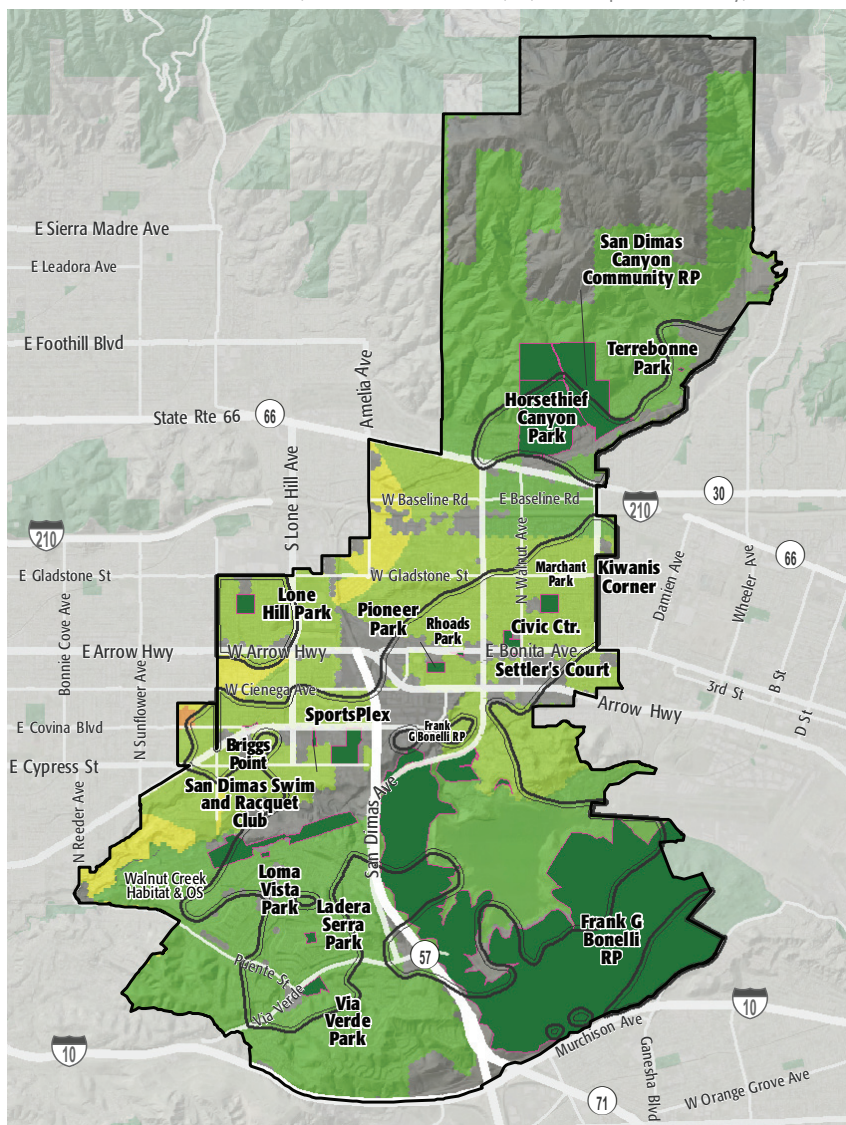 E Sierra Madre Ave
E Leadora Ave
E Foothill Blvd
State Rte 66
66
Amelia Ave
S Lone Hill Ave
San Dimas
Canyon
Community RP
Terrebonne
Park
Horsethief
Canyon
Park
W Baseline Rd
E Baseline Rd
30
210
210
66
E Gladstone St
W Gladstone St
N Walnut Ave
Marchant
Park
Kiwanis
Corner
Damien Ave
Wheeler Ave
Bonnie Cove Ave
Lone
Hill Park
Pioneer
Park
Rhoads
Park
Civic Ctr.
E Arrow Hwy
W Arrow Hwy
E Bonita Ave
Settler's Court
N Sunflower Ave
W Cienega Ave
3rd St
B St
D St
Arrow Hwy
E Covina Blvd
SportsPlex
Frank
G Bonelli RP
E Cypress St
Briggs
Point
San Dimas Swim
and Racquet
Club
San Dimas Ave
N Reeder Ave
Walnut Creek
Habitat & OS
Loma
Vista
Park
Ladera
Serra
Park
Frank G
Bonelli
RP
57
Puente St
Via Verde
Via
Verde
Park
10
10
Murchison Ave
Ganesha Blvd
W Orange Grove Ave
71